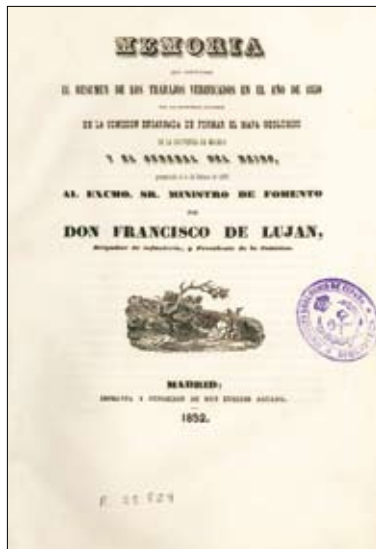 MEMORIA
QUE COMPRENDE
EL RESUMEN DE LOS TRABAJOS VERIFICADOS EN EL AÑO DE 1850
DE LA COMISION ENCARGADA DE FORMAR EL MAPA GEOLÓGICO
DE LA PROVINCIA DE MADRID
Y EL GENERAL DEL REINO,
AL EXCMO. SR. MINISTRO DE FOMENTO
POR
DON FRANCISCO DE LUJAN,
Brigadier de infantería, y Presidente de la Comision.
MADRID:
IMPRENTA Y FUNDICION DE DON EUSEBIO AGUADO.
1852.